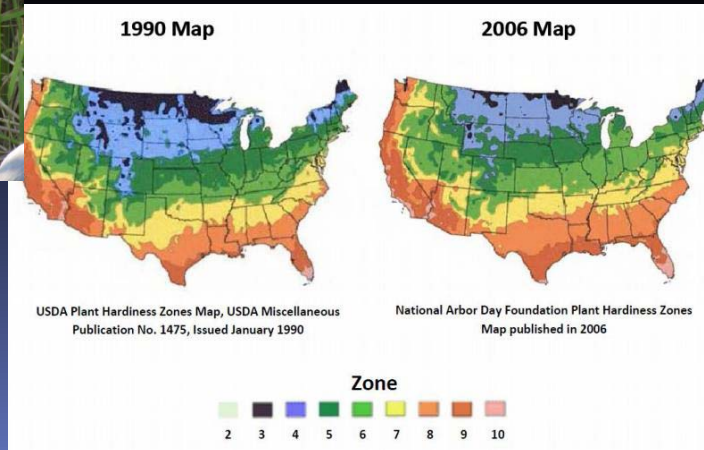 1990 Map
2006 Map
USDA Plant Hardiness Zones Map, USDA Miscellaneous
Publication No. 1475, Issued January 1990
National Arbor Day Foundation Plant Hardiness Zones
Map published in 2006
Zone
2 3 4 5 6 7 8 9 10